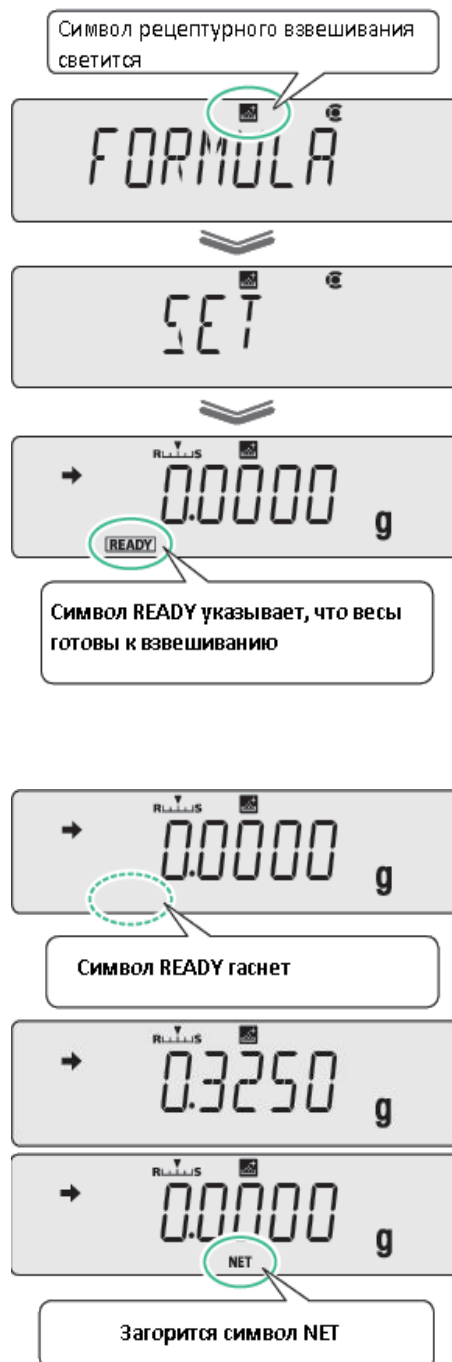 Символ рецептурного взвешивания
светится
FORMULA
SET
R S
0.0000 g
READY
Символ READY указывает, что весы
готовы к взвешиванию
R S
0.0000 g
Символ READY гаснет
R S
0.3250 g
R S
0.0000 g
NET
Загорится символ NET